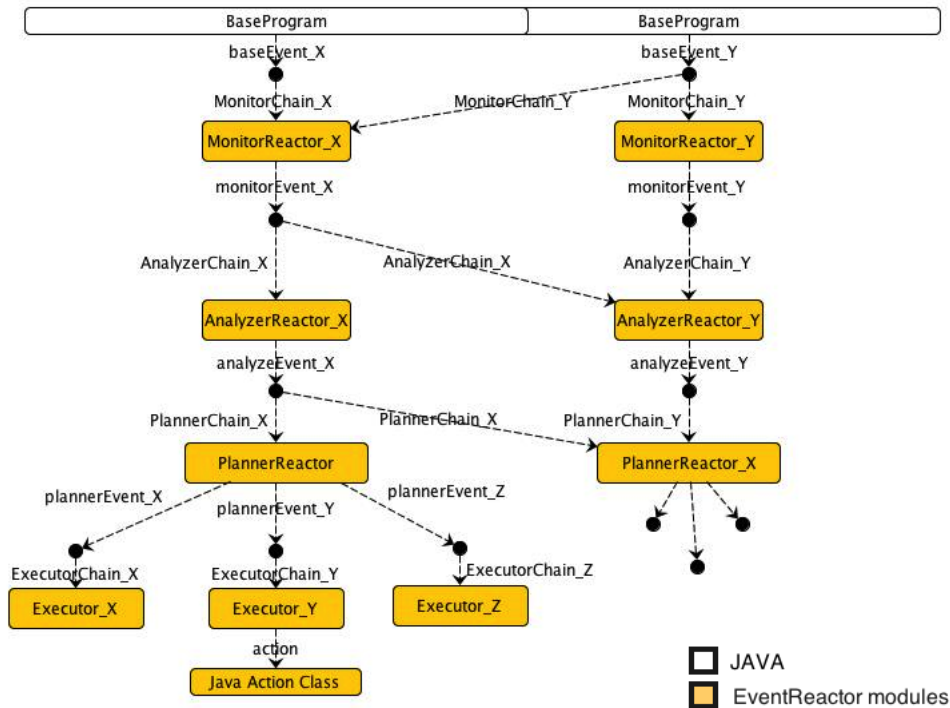 BaseProgram
BaseProgram
baseEvent_X
baseEvent_Y
MonitorChain_X
MonitorChain_Y
MonitorChain_Y
MonitorReactor_X
MonitorReactor_Y
monitorEvent_X
monitorEvent_Y
AnalyzerChain_X
AnalyzerChain_X
AnalyzerChain_Y
AnalyzerReactor_X
AnalyzerReactor_Y
analyzeEvent_X
analyzeEvent_Y
PlannerChain_X
PlannerChain_X
PlannerChain_Y
PlannerReactor
PlannerReactor_X
plannerEvent_X
plannerEvent_Y
plannerEvent_Z
ExecutorChain_X
ExecutorChain_Y
ExecutorChain_Z
Executor_X
Executor_Y
Executor_Z
action
Java Action Class
JAVA
EventReactor modules